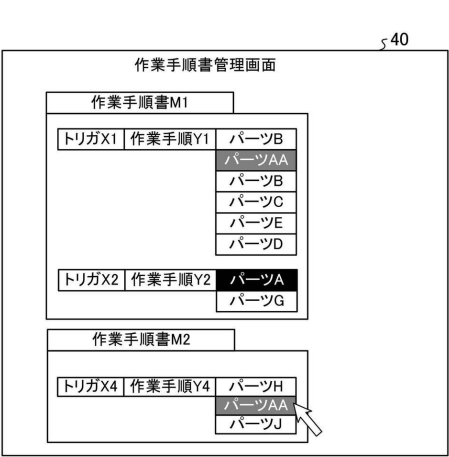 40
作業手順書管理画面
作業手順書M1
トリガX1 作業手順Y1 パーツB
パーツAA
パーツB
パーツC
パーツE
パーツD
トリガX2 作業手順Y2 パーツA
パーツG
作業手順書M2
トリガX4 作業手順Y4 パーツH
パーツAA
パーツJ